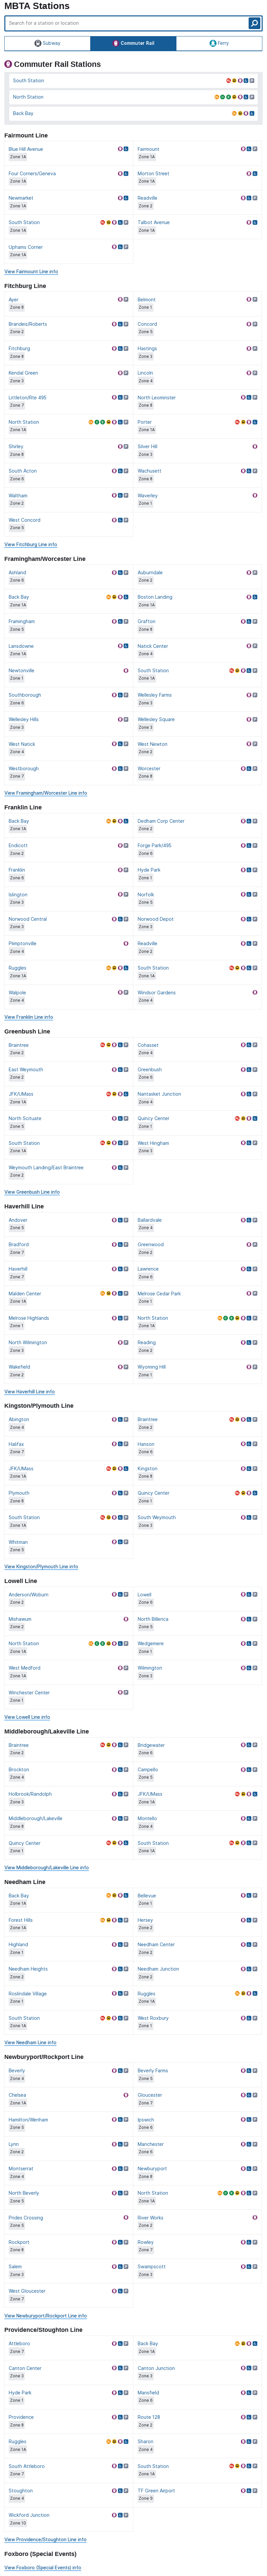 MBTA Stations
Search for a station or location
Subway
Commuter Rail
Ferry
Commuter Rail Stations
South Station
North Station
Back Bay
Fairmount Line
Blue Hill Avenue
Zone 1A
Fairmount
Zone 1A
Four Corners/Geneva
Zone 1A
Morton Street
Zone 1A
Newmarket
Zone 1A
Readville
Zone 2
South Station
Zone 1A
Talbot Avenue
Zone 1A
Uphams Corner
Zone 1A
View Fairmount Line info
Fitchburg Line
Ayer
Zone 8
Belmont
Zone 1
Brandeis/Roberts
Zone 2
Concord
Zone 5
Fitchburg
Zone 8
Hastings
Zone 3
Kendal Green
Zone 3
Lincoln
Zone 4
Littleton/Rte 495
Zone 7
North Leominster
Zone 8
North Station
Zone 1A
Porter
Zone 1A
Shirley
Zone 8
Silver Hill
Zone 3
South Acton
Zone 6
Wachusett
Zone 8
Waltham
Zone 2
Waverley
Zone 1
West Concord
Zone 5
View Fitchburg Line info
Framingham/Worcester Line
Ashland
Zone 6
Auburndale
Zone 2
Back Bay
Zone 1A
Boston Landing
Zone 1A
Framingham
Zone 5
Grafton
Zone 8
Lansdowne
Zone 1A
Natick Center
Zone 4
Newtonville
Zone 1
South Station
Zone 1A
Southborough
Zone 6
Wellesley Farms
Zone 3
Wellesley Hills
Zone 3
Wellesley Square
Zone 3
West Natick
Zone 4
West Newton
Zone 2
Westborough
Zone 7
Worcester
Zone 8
View Framingham/Worcester Line info
Franklin Line
Back Bay
Zone 1A
Dedham Corp Center
Zone 2
Endicott
Zone 2
Forge Park/495
Zone 6
Franklin
Zone 6
Hyde Park
Zone 1
Islington
Zone 3
Norfolk
Zone 5
Norwood Central
Zone 3
Norwood Depot
Zone 3
Plimptonville
Zone 4
Readville
Zone 2
Ruggles
Zone 1A
South Station
Zone 1A
Walpole
Zone 4
Windsor Gardens
Zone 4
View Franklin Line info
Greenbush Line
Braintree
Zone 2
Cohasset
Zone 4
East Weymouth
Zone 2
Greenbush
Zone 6
JFK/UMass
Zone 1A
Nantasket Junction
Zone 4
North Scituate
Zone 5
Quincy Center
Zone 1
South Station
Zone 1A
West Hingham
Zone 3
Weymouth Landing/East Braintree
Zone 2
View Greenbush Line info
Haverhill Line
Andover
Zone 5
Ballardvale
Zone 4
Bradford
Zone 7
Greenwood
Zone 2
Haverhill
Zone 7
Lawrence
Zone 6
Malden Center
Zone 1A
Melrose Cedar Park
Zone 1
Melrose Highlands
Zone 1
North Station
Zone 1A
North Wilmington
Zone 3
Reading
Zone 2
Wakefield
Zone 2
Wyoming Hill
Zone 1
View Haverhill Line info
Kingston/Plymouth Line
Abington
Zone 4
Braintree
Zone 2
Halifax
Zone 7
Hanson
Zone 6
JFK/UMass
Zone 1A
Kingston
Zone 8
Plymouth
Zone 8
Quincy Center
Zone 1
South Station
Zone 1A
South Weymouth
Zone 3
Whitman
Zone 5
View Kingston/Plymouth Line info
Lowell Line
Anderson/Woburn
Zone 2
Lowell
Zone 6
Mishawum
Zone 2
North Billerica
Zone 5
North Station
Zone 1A
Wedgemere
Zone 1
West Medford
Zone 1A
Wilmington
Zone 3
Winchester Center
Zone 1
View Lowell Line info
Middleborough/Lakeville Line
Braintree
Zone 2
Bridgewater
Zone 6
Brockton
Zone 4
Campello
Zone 5
Holbrook/Randolph
Zone 3
JFK/UMass
Zone 1A
Middleborough/Lakeville
Zone 8
Montello
Zone 4
Quincy Center
Zone 1
South Station
Zone 1A
View Middleborough/Lakeville Line info
Needham Line
Back Bay
Zone 1A
Bellevue
Zone 1
Forest Hills
Zone 1A
Hersey
Zone 2
Highland
Zone 1
Needham Center
Zone 2
Needham Heights
Zone 2
Needham Junction
Zone 2
Roslindale Village
Zone 1
Ruggles
Zone 1A
South Station
Zone 1A
West Roxbury
Zone 1
View Needham Line info
Newburyport/Rockport Line
Beverly
Zone 4
Beverly Farms
Zone 5
Chelsea
Zone 1A
Gloucester
Zone 7
Hamilton/Wenham
Zone 5
Ipswich
Zone 6
Lynn
Zone 2
Manchester
Zone 6
Montserrat
Zone 4
Newburyport
Zone 8
North Beverly
Zone 5
North Station
Zone 1A
Prides Crossing
Zone 5
River Works
Zone 2
Rockport
Zone 8
Rowley
Zone 7
Salem
Zone 3
Swampscott
Zone 3
West Gloucester
Zone 7
View Newburyport/Rockport Line info
Providence/Stoughton Line
Attleboro
Zone 7
Back Bay
Zone 1A
Canton Center
Zone 3
Canton Junction
Zone 3
Hyde Park
Zone 1
Mansfield
Zone 6
Providence
Zone 8
Route 128
Zone 2
Ruggles
Zone 1A
Sharon
Zone 4
South Attleboro
Zone 7
South Station
Zone 1A
Stoughton
Zone 4
TF Green Airport
Zone 9
Wickford Junction
Zone 10
View Providence/Stoughton Line info
Foxboro (Special Events)
View Foxboro (Special Events) info